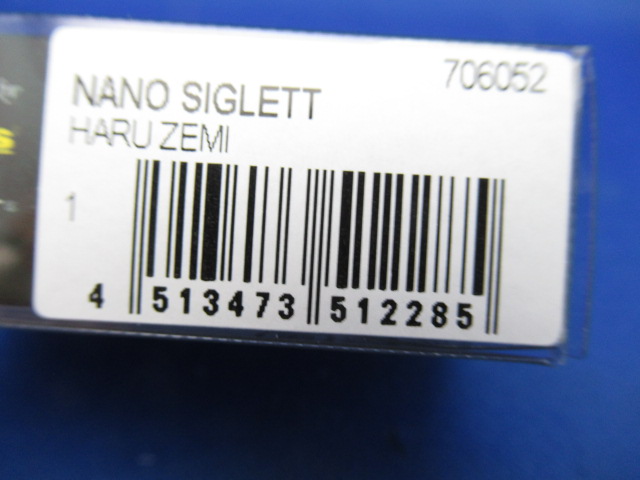 706052
NANO SIGLETT
HARU ZEMI
1
4 513473 512285